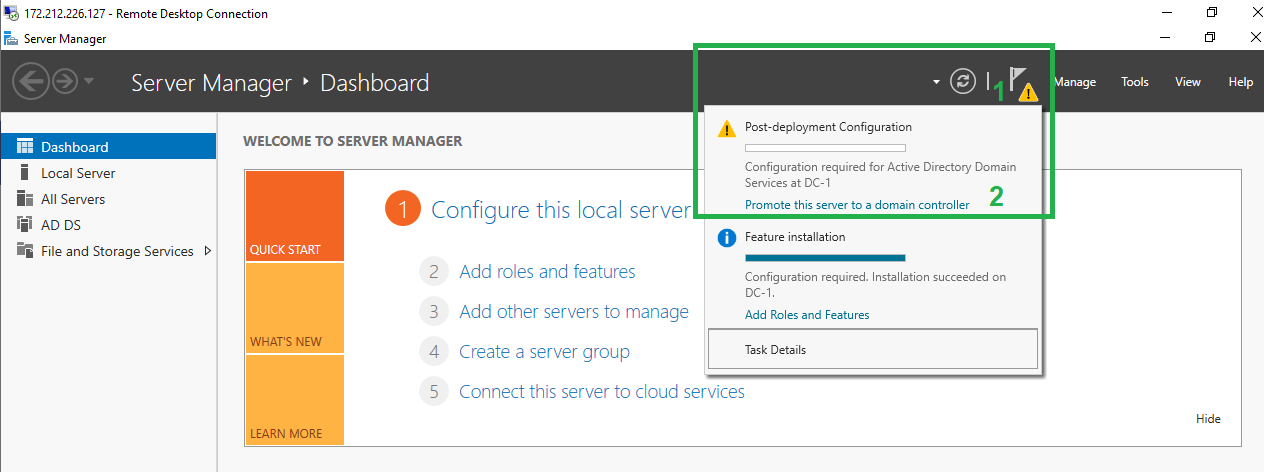 172.212.226.127 - Remote Desktop Connection
Server Manager
Server Manager ‣ Dashboard
1
Manage
Tools
View
Help
Dashboard
Local Server
All Servers
AD DS
File and Storage Services
WELCOME TO SERVER MANAGER
QUICK START
WHAT'S NEW
LEARN MORE
1 Configure this local server
2 Add roles and features
3 Add other servers to manage
4 Create a server group
5 Connect this server to cloud services
Post-deployment Configuration
Configuration required for Active Directory Domain
Services at DC-1
2
Promote this server to a domain controller
Feature installation
Configuration required. Installation succeeded on
DC-1.
Add Roles and Features
Task Details
Hide